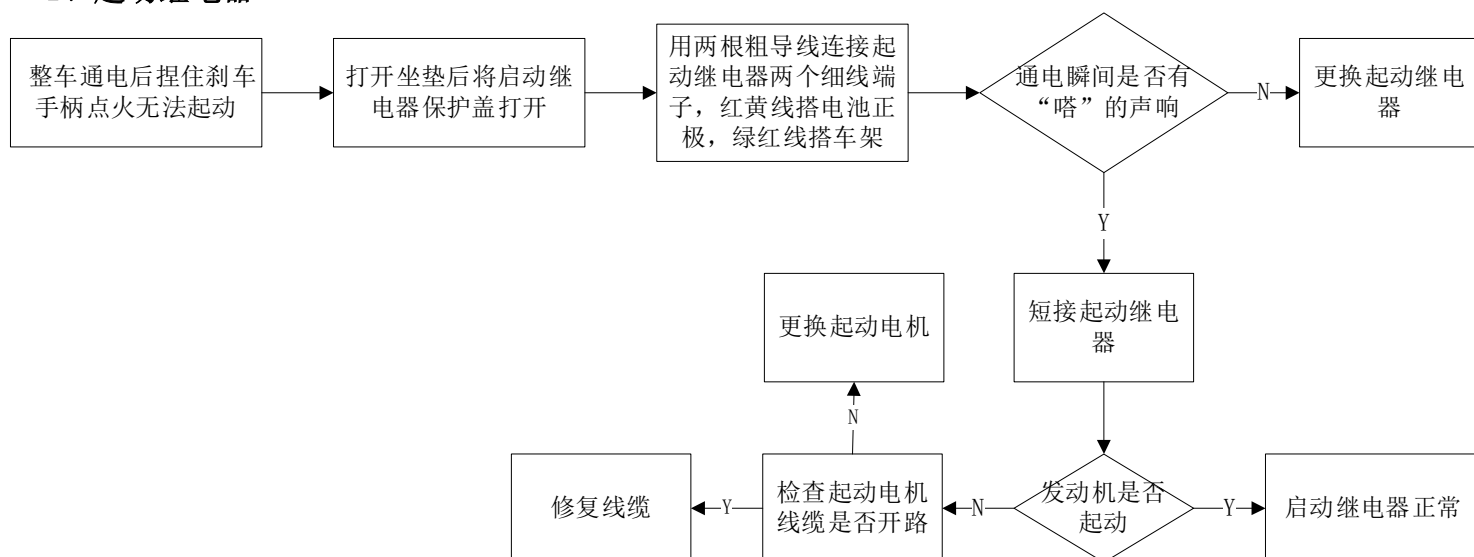 整车通电后捏住刹车
手柄点火无法起动
打开坐垫后将启动继
电器保护盖打开
用两根粗导线连接起
动继电器两个细线端
子，红黄线搭电池正
极，绿红线搭车架
通电瞬间是否有
“嗒”的声响
N
更换起动继电
器
Y
短接起动继电
器
更换起动电机
N
修复线缆
Y
检查起动电机
线缆是否开路
N
发动机是否
起动
Y
启动继电器正常